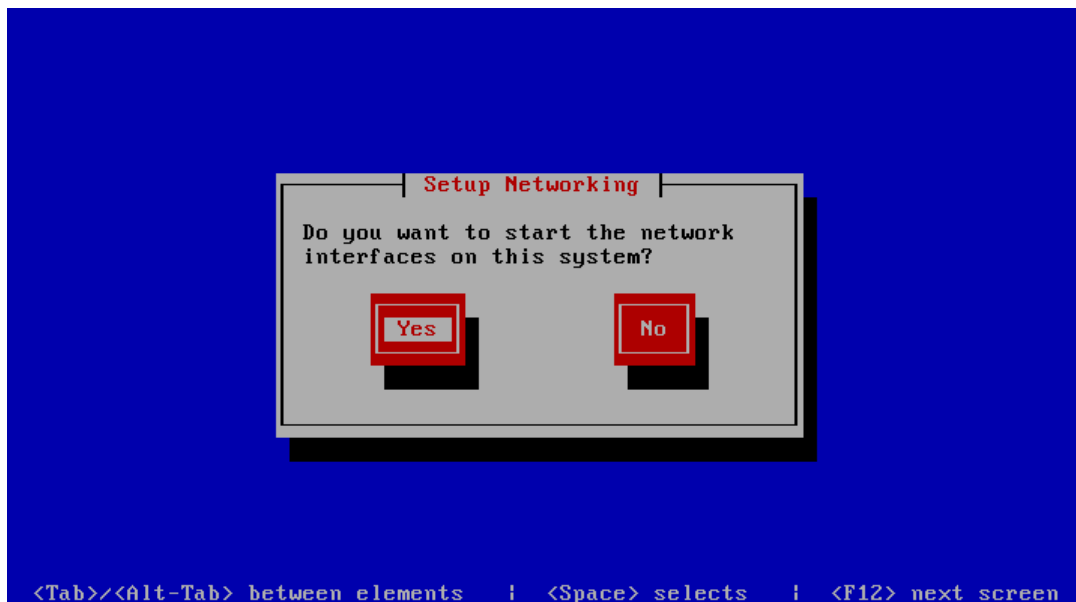 Setup Networking
Do you want to start the network
interfaces on this system?
Yes No
<Tab>/<Alt-Tab> between elements | <Space> selects | <F12> next screen